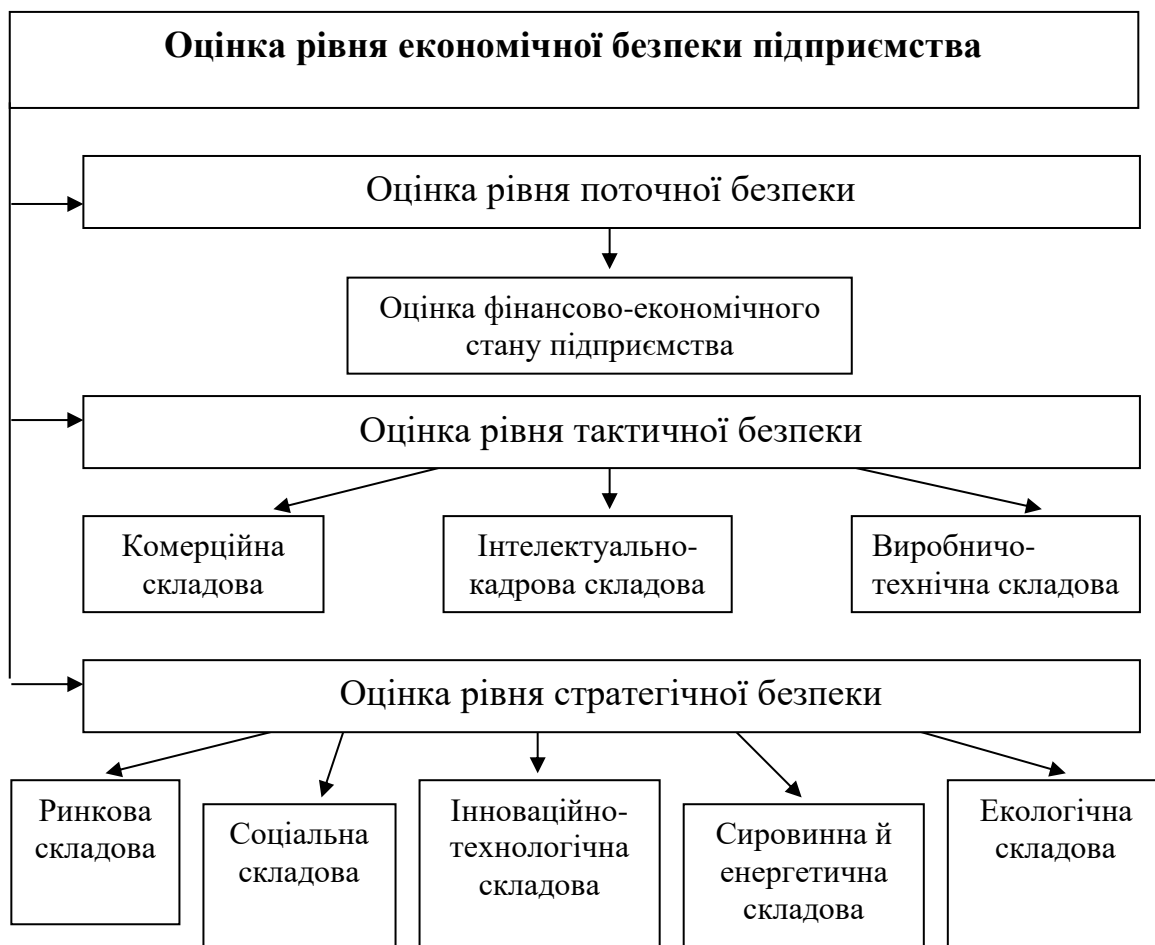 Оцінка рівня економічної безпеки підприємства
Оцінка рівня поточної безпеки
Оцінка фінансово-економічного
стану підприємства
Оцінка рівня тактичної безпеки
Комерційна
складова
Інтелектуально-
кадрова складова
Виробничо-
технічна складова
Оцінка рівня стратегічної безпеки
Ринкова
складова
Соціальна
складова
Інноваційно-
технологічна
складова
Сировинна й
енергетична
складова
Екологічна
складова